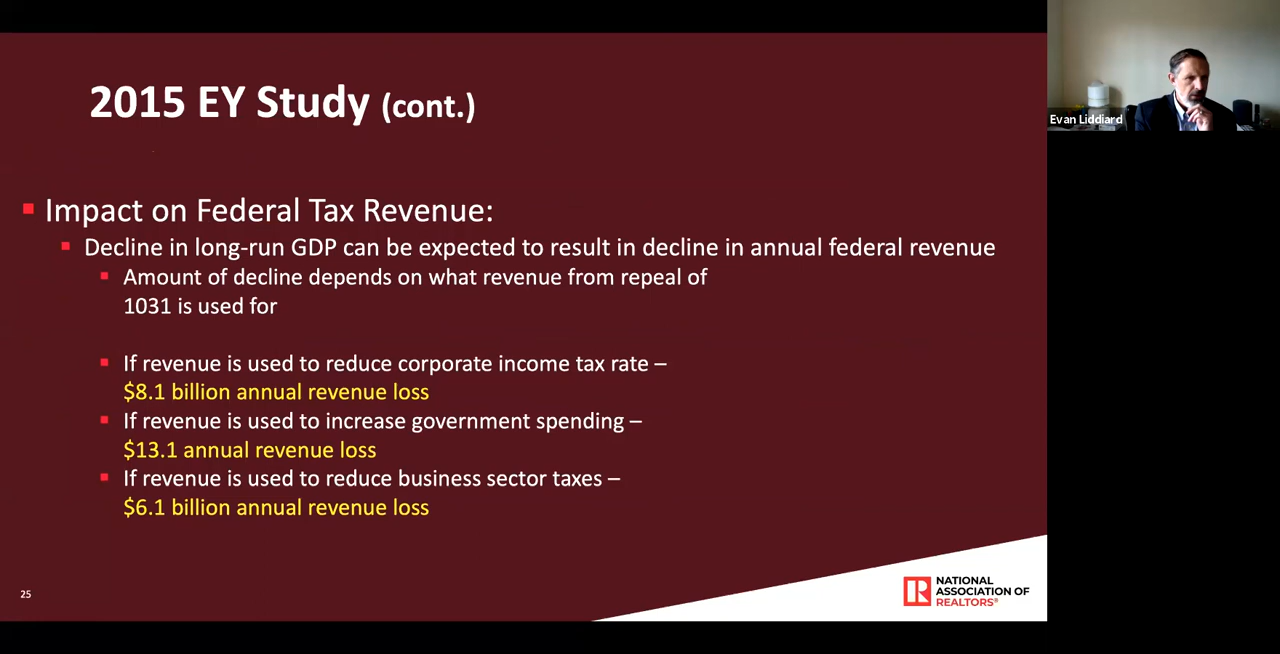 2015 EY Study (cont.)
Evan Liddiard
Impact on Federal Tax Revenue:
Decline in long-run GDP can be expected to result in decline in annual federal revenue
Amount of decline depends on what revenue from repeal of
1031 is used for
If revenue is used to reduce corporate income tax rate –
$8.1 billion annual revenue loss
If revenue is used to increase government spending –
$13.1 annual revenue loss
If revenue is used to reduce business sector taxes –
$6.1 billion annual revenue loss
25
NATIONAL
ASSOCIATION OF
REALTORS®